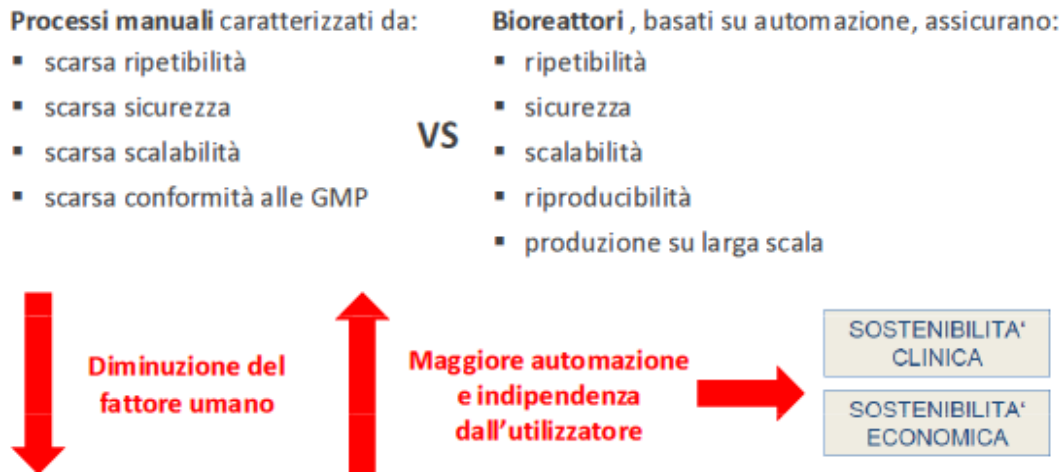 Processi manuali caratterizzati da:
▪ scarsa ripetibilità
▪ scarsa sicurezza
▪ scarsa scalabilità
▪ scarsa conformità alle GMP
VS
Bioreattori , basati su automazione, assicurano:
▪ ripetibilità
▪ sicurezza
▪ scalabilità
▪ riproducibilità
▪ produzione su larga scala
Diminuzione del
fattore umano
Maggiore automazione
e indipendenza
dall'utilizzatore
SOSTENIBILITA'
CLINICA
SOSTENIBILITA'
ECONOMICA